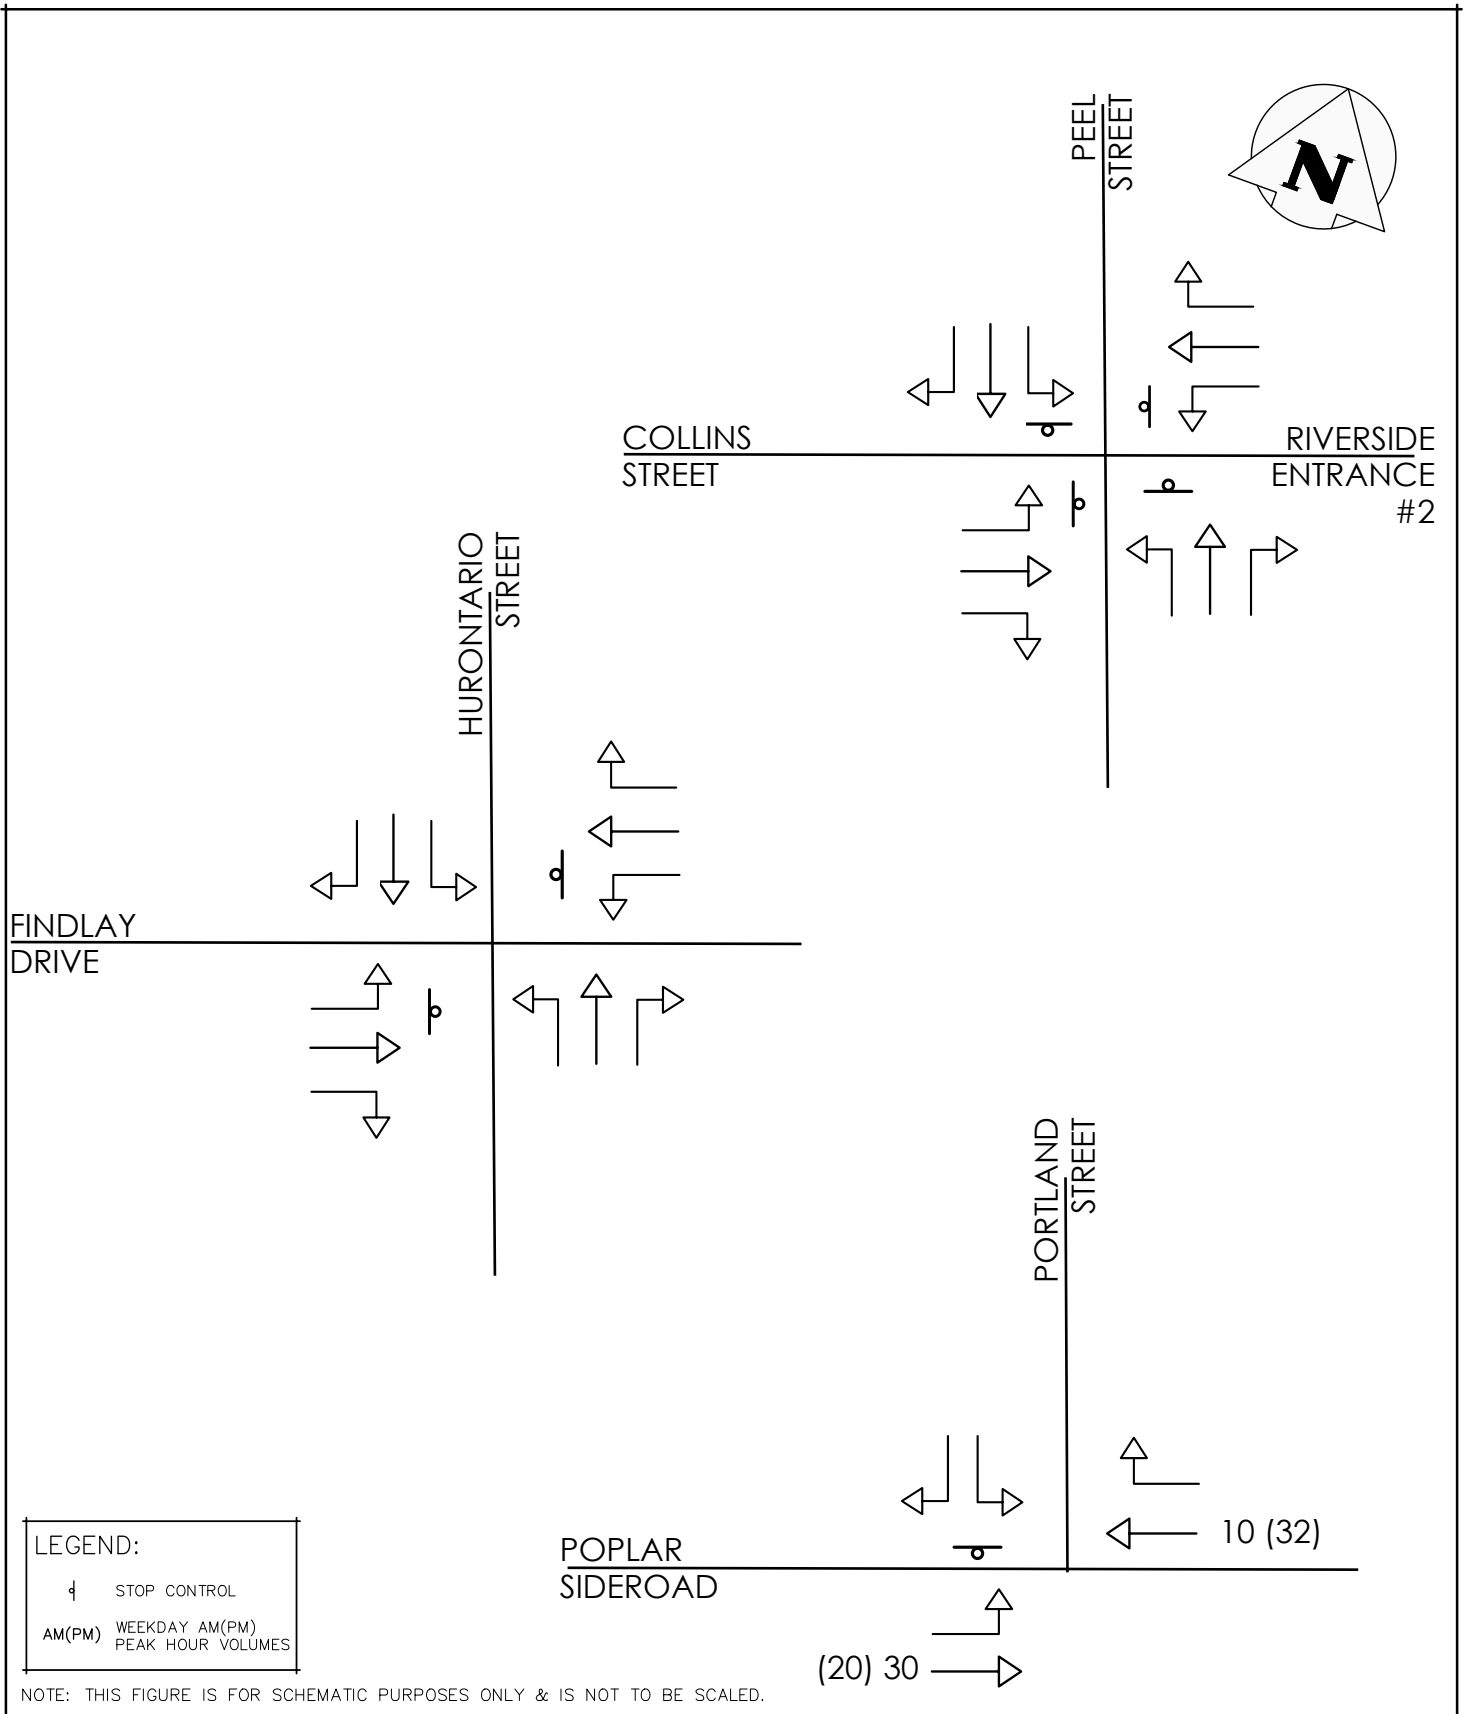 PEEL
STREET
N
COLLINS
STREET
RIVERSIDE
ENTRANCE
#2
HURONTARIO
STREET
FINDLAY
DRIVE
PORTLAND
STREET
10 (32)
POPLAR
SIDEROAD
(20) 30
LEGEND:
STOP CONTROL
AM(PM) WEEKDAY AM(PM)
PEAK HOUR VOLUMES
NOTE: THIS FIGURE IS FOR SCHEMATIC PURPOSES ONLY & IS NOT TO BE SCALED.